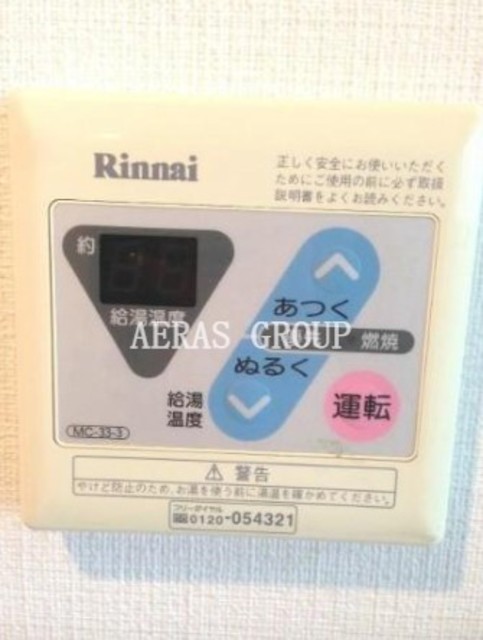 Rinnai
正しく安全にお使いいただく
ためにご使用の前に必ず取扱
説明書をよくお読みください。
約
給湯温度
あつく
AERAS GROUP
燃焼
ぬるく
給湯
温度
運転
MC-33-3
⚠ 警告
やけど防止のため、お湯を使う前に湯温を確かめてください。
フリーダイヤル
0120-054321